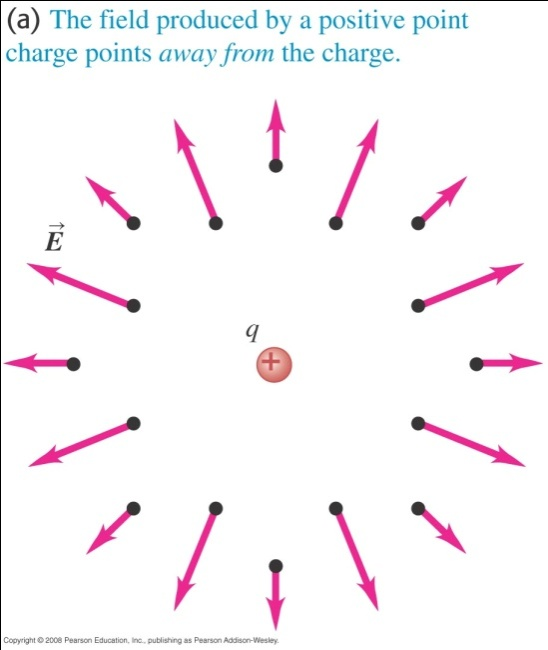 (a) The field produced by a positive point
charge points away from the charge.
E⃗
q
+
Copyright © 2008 Pearson Education, Inc., publishing as Pearson Addison-Wesley.